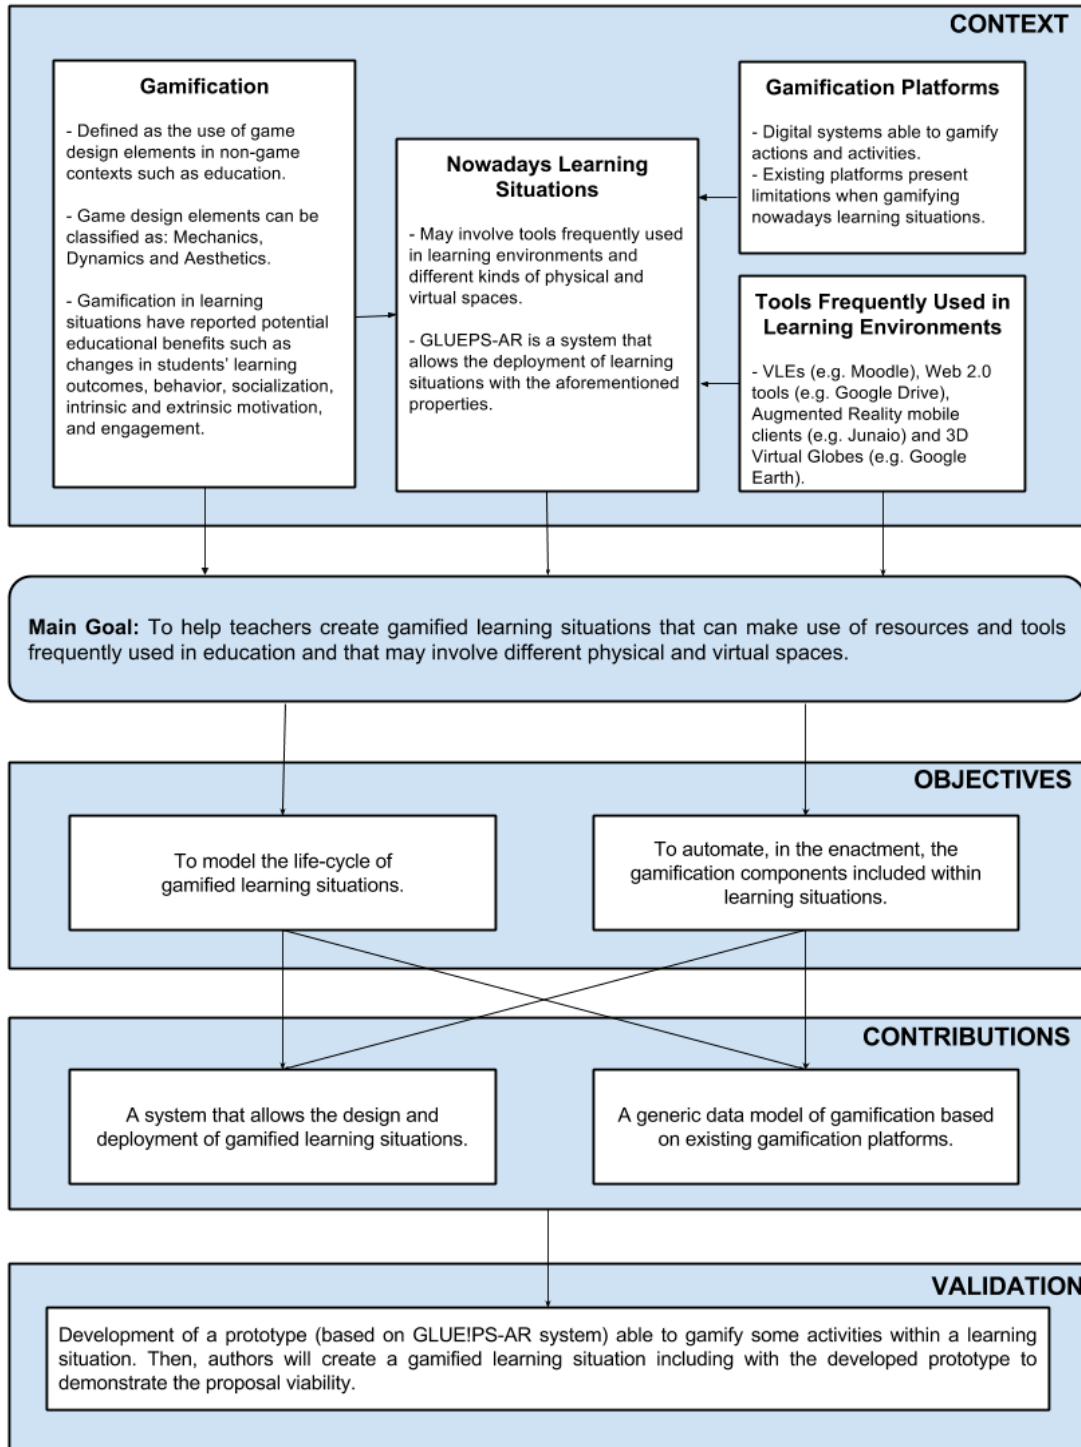 CONTEXT
Gamification
- Defined as the use of game
design elements in non-game
contexts such as education.
- Game design elements can be
classified as: Mechanics,
Dynamics and Aesthetics.
- Gamification in learning
situations have reported potential
educational benefits such as
changes in students' learning
outcomes, behavior, socialization,
intrinsic and extrinsic motivation,
and engagement.
Nowadays Learning
Situations
- May involve tools frequently used
in learning environments and
different kinds of physical and
virtual spaces.
- GLUEPS-AR is a system that
allows the deployment of learning
situations with the aforementioned
properties.
Gamification Platforms
- Digital systems able to gamify
actions and activities.
- Existing platforms present
limitations when gamifying
nowadays learning situations.
Tools Frequently Used in
Learning Environments
- VLEs (e.g. Moodle), Web 2.0
tools (e.g. Google Drive),
Augmented Reality mobile
clients (e.g. Junaio) and 3D
Virtual Globes (e.g. Google
Earth).
Main Goal: To help teachers create gamified learning situations that can make use of resources and tools
frequently used in education and that may involve different physical and virtual spaces.
OBJECTIVES
To model the life-cycle of
gamified learning situations.
To automate, in the enactment, the
gamification components included within
learning situations.
CONTRIBUTIONS
A system that allows the design and
deployment of gamified learning situations.
A generic data model of gamification based
on existing gamification platforms.
VALIDATION
Development of a prototype (based on GLUE!PS-AR system) able to gamify some activities within a learning
situation. Then, authors will create a gamified learning situation including with the developed prototype to
demonstrate the proposal viability.